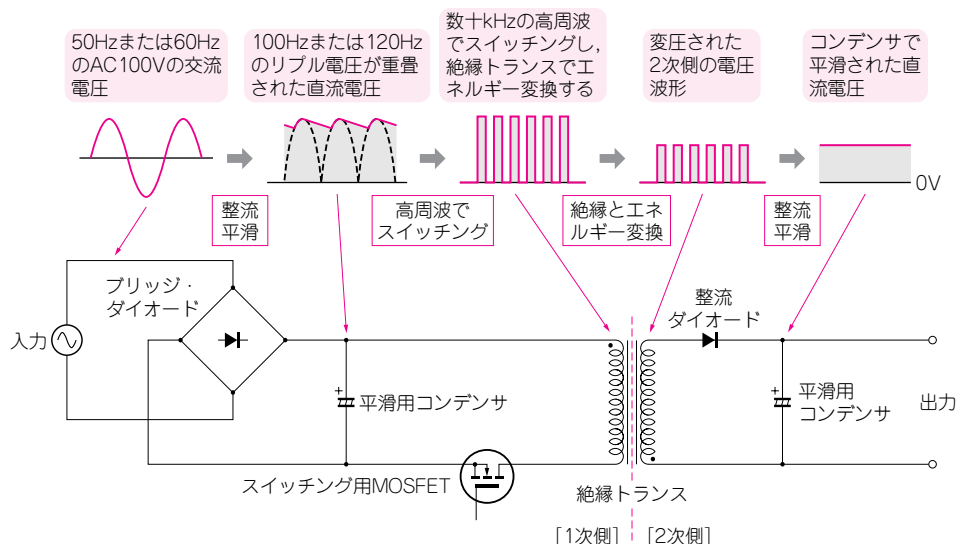 50Hzまたは60Hz
のAC100Vの交流
電圧
100Hzまたは120Hz
のリプル電圧が重畳
された直流電圧
数十kHzの高周波
でスイッチングし,
絶縁トランスでエ
ネルギー変換する
変圧された
2次側の電圧
波形
コンデンサで
平滑された直
流電圧
0V
整流
平滑
高周波で
スイッチング
絶縁とエネ
ルギー変換
整流
平滑
ブリッジ・
ダイオード
整流
ダイオード
入力
+
平滑用コンデンサ
+
平滑用
コンデンサ
出力
スイッチング用MOSFET
絶縁トランス
[1次側]
[2次側]